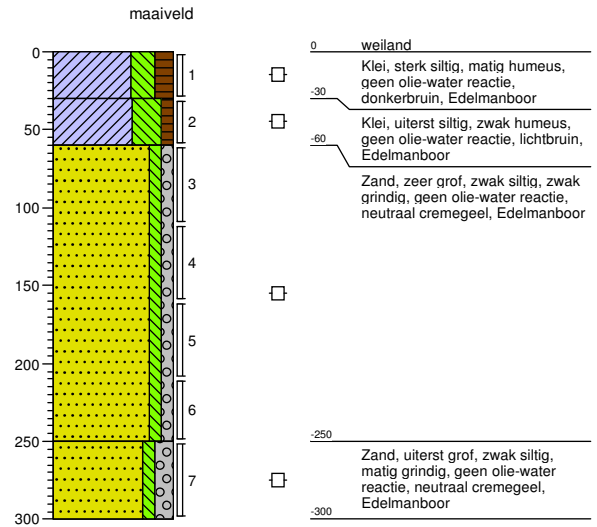 maaiveld
0
50
100
150
200
250
300
1
2
3
4
5
6
7
0 weiland
Klei, sterk siltig, matig humeus,
geen olie-water reactie,
donkerbruin, Edelmanboor
-30
Klei, uiterst siltig, zwak humeus,
geen olie-water reactie, lichtbruin,
Edelmanboor
-60
Zand, zeer grof, zwak siltig, zwak
grindig, geen olie-water reactie,
neutraal cremegeel, Edelmanboor
-250
Zand, uiterst grof, zwak siltig,
matig grindig, geen olie-water
reactie, neutraal cremegeel,
Edelmanboor
-300